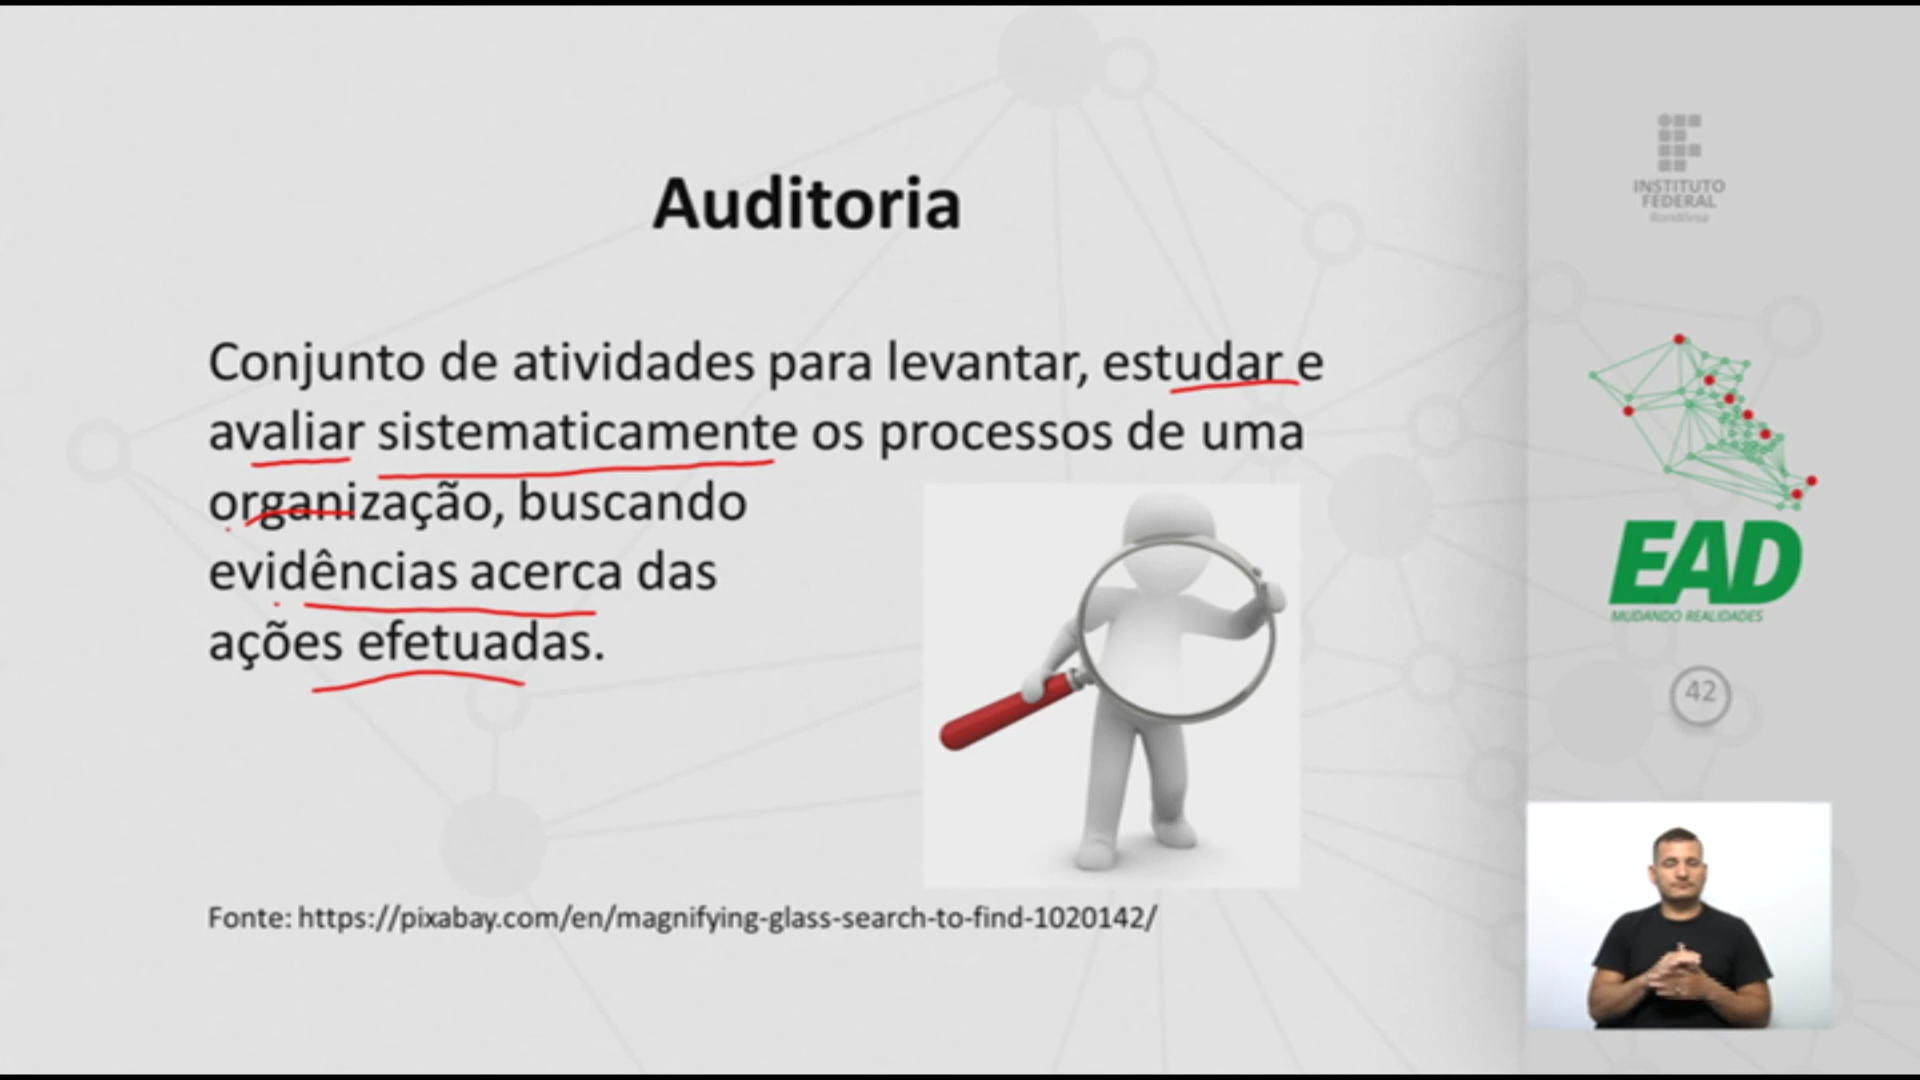 Auditoria
Conjunto de atividades para levantar, estudar e
avaliar sistematicamente os processos de uma
organização, buscando
evidências acerca das
ações efetuadas.
Fonte: https://pixabay.com/en/magnifying-glass-search-to-find-1020142/
INSTITUTO
FEDERAL
Rondônia
EAD
MUDANDO REALIDADES
42